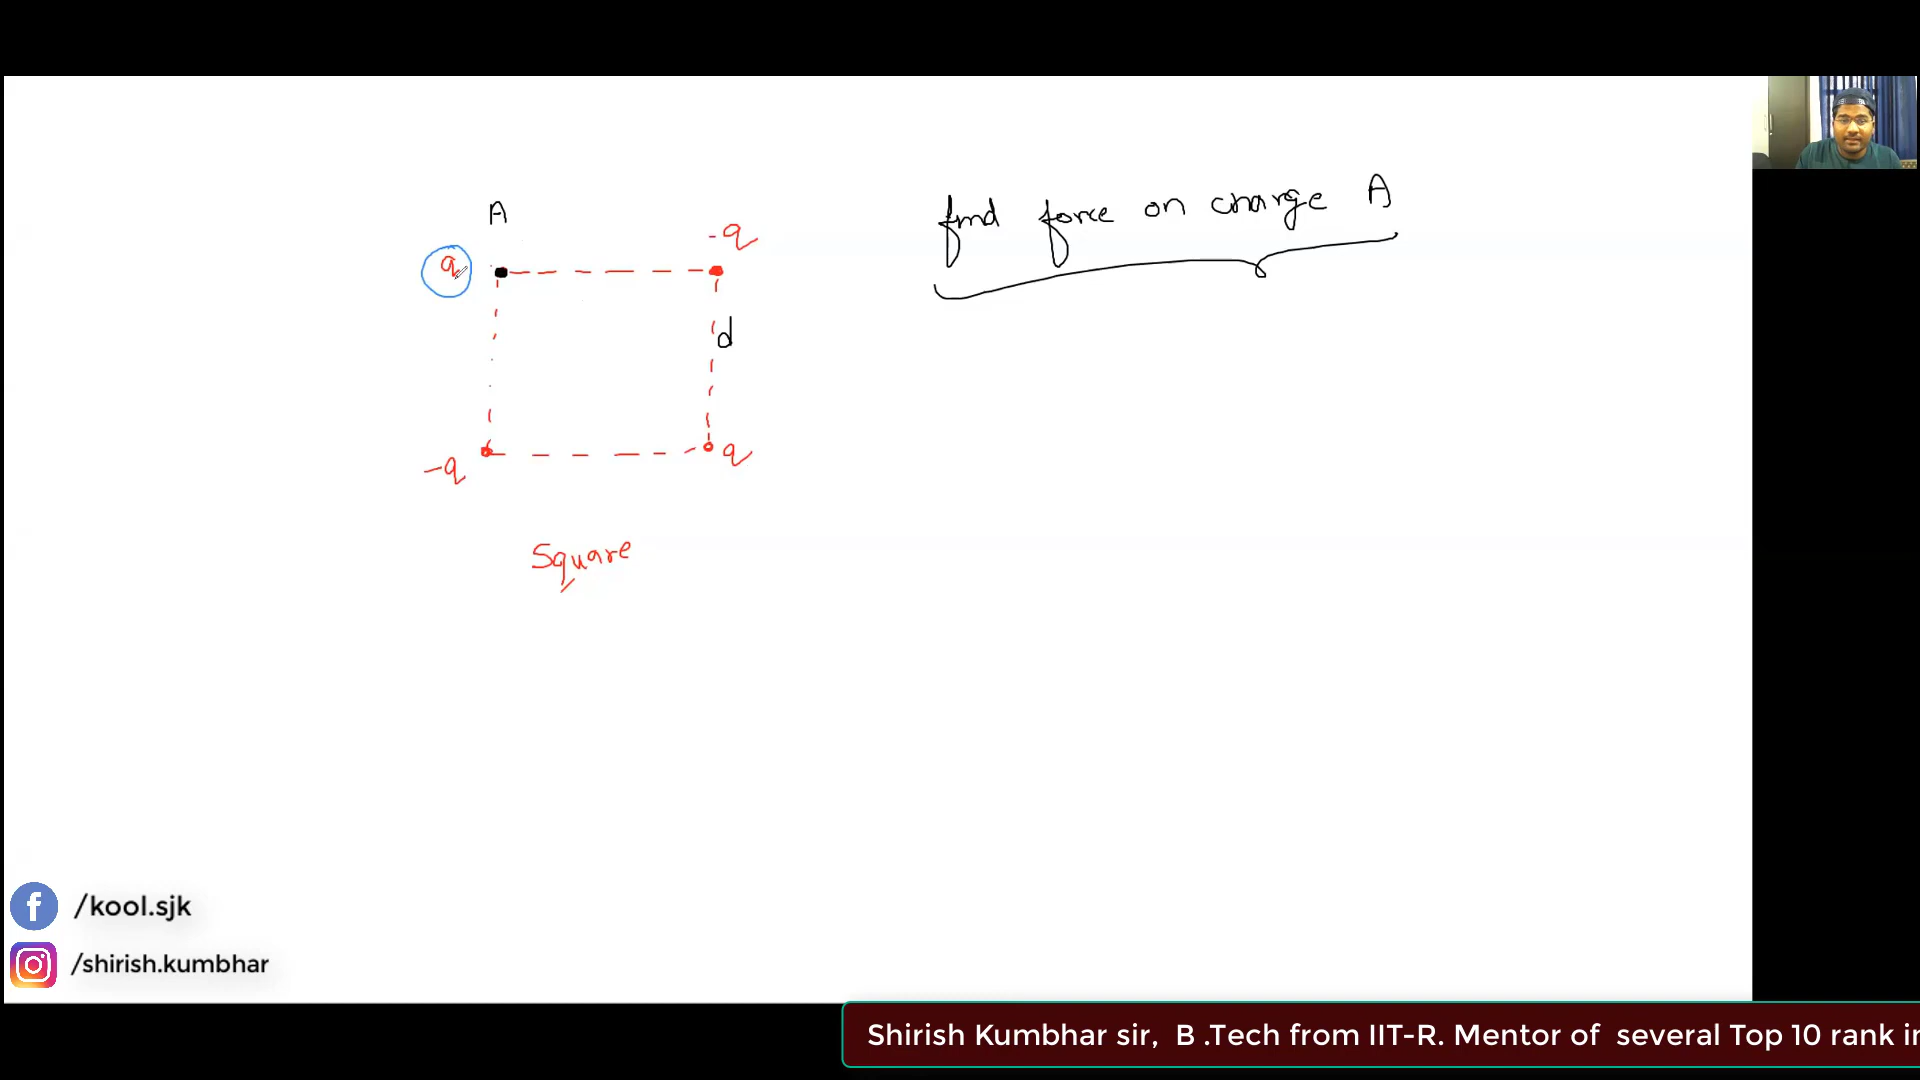 A
find force on charge A
-q
q
d
-q
q
Square
/kool.sjk
/shirish.kumbhar
Shirish Kumbhar sir, B .Tech from IIT-R. Mentor of several Top 10 rank